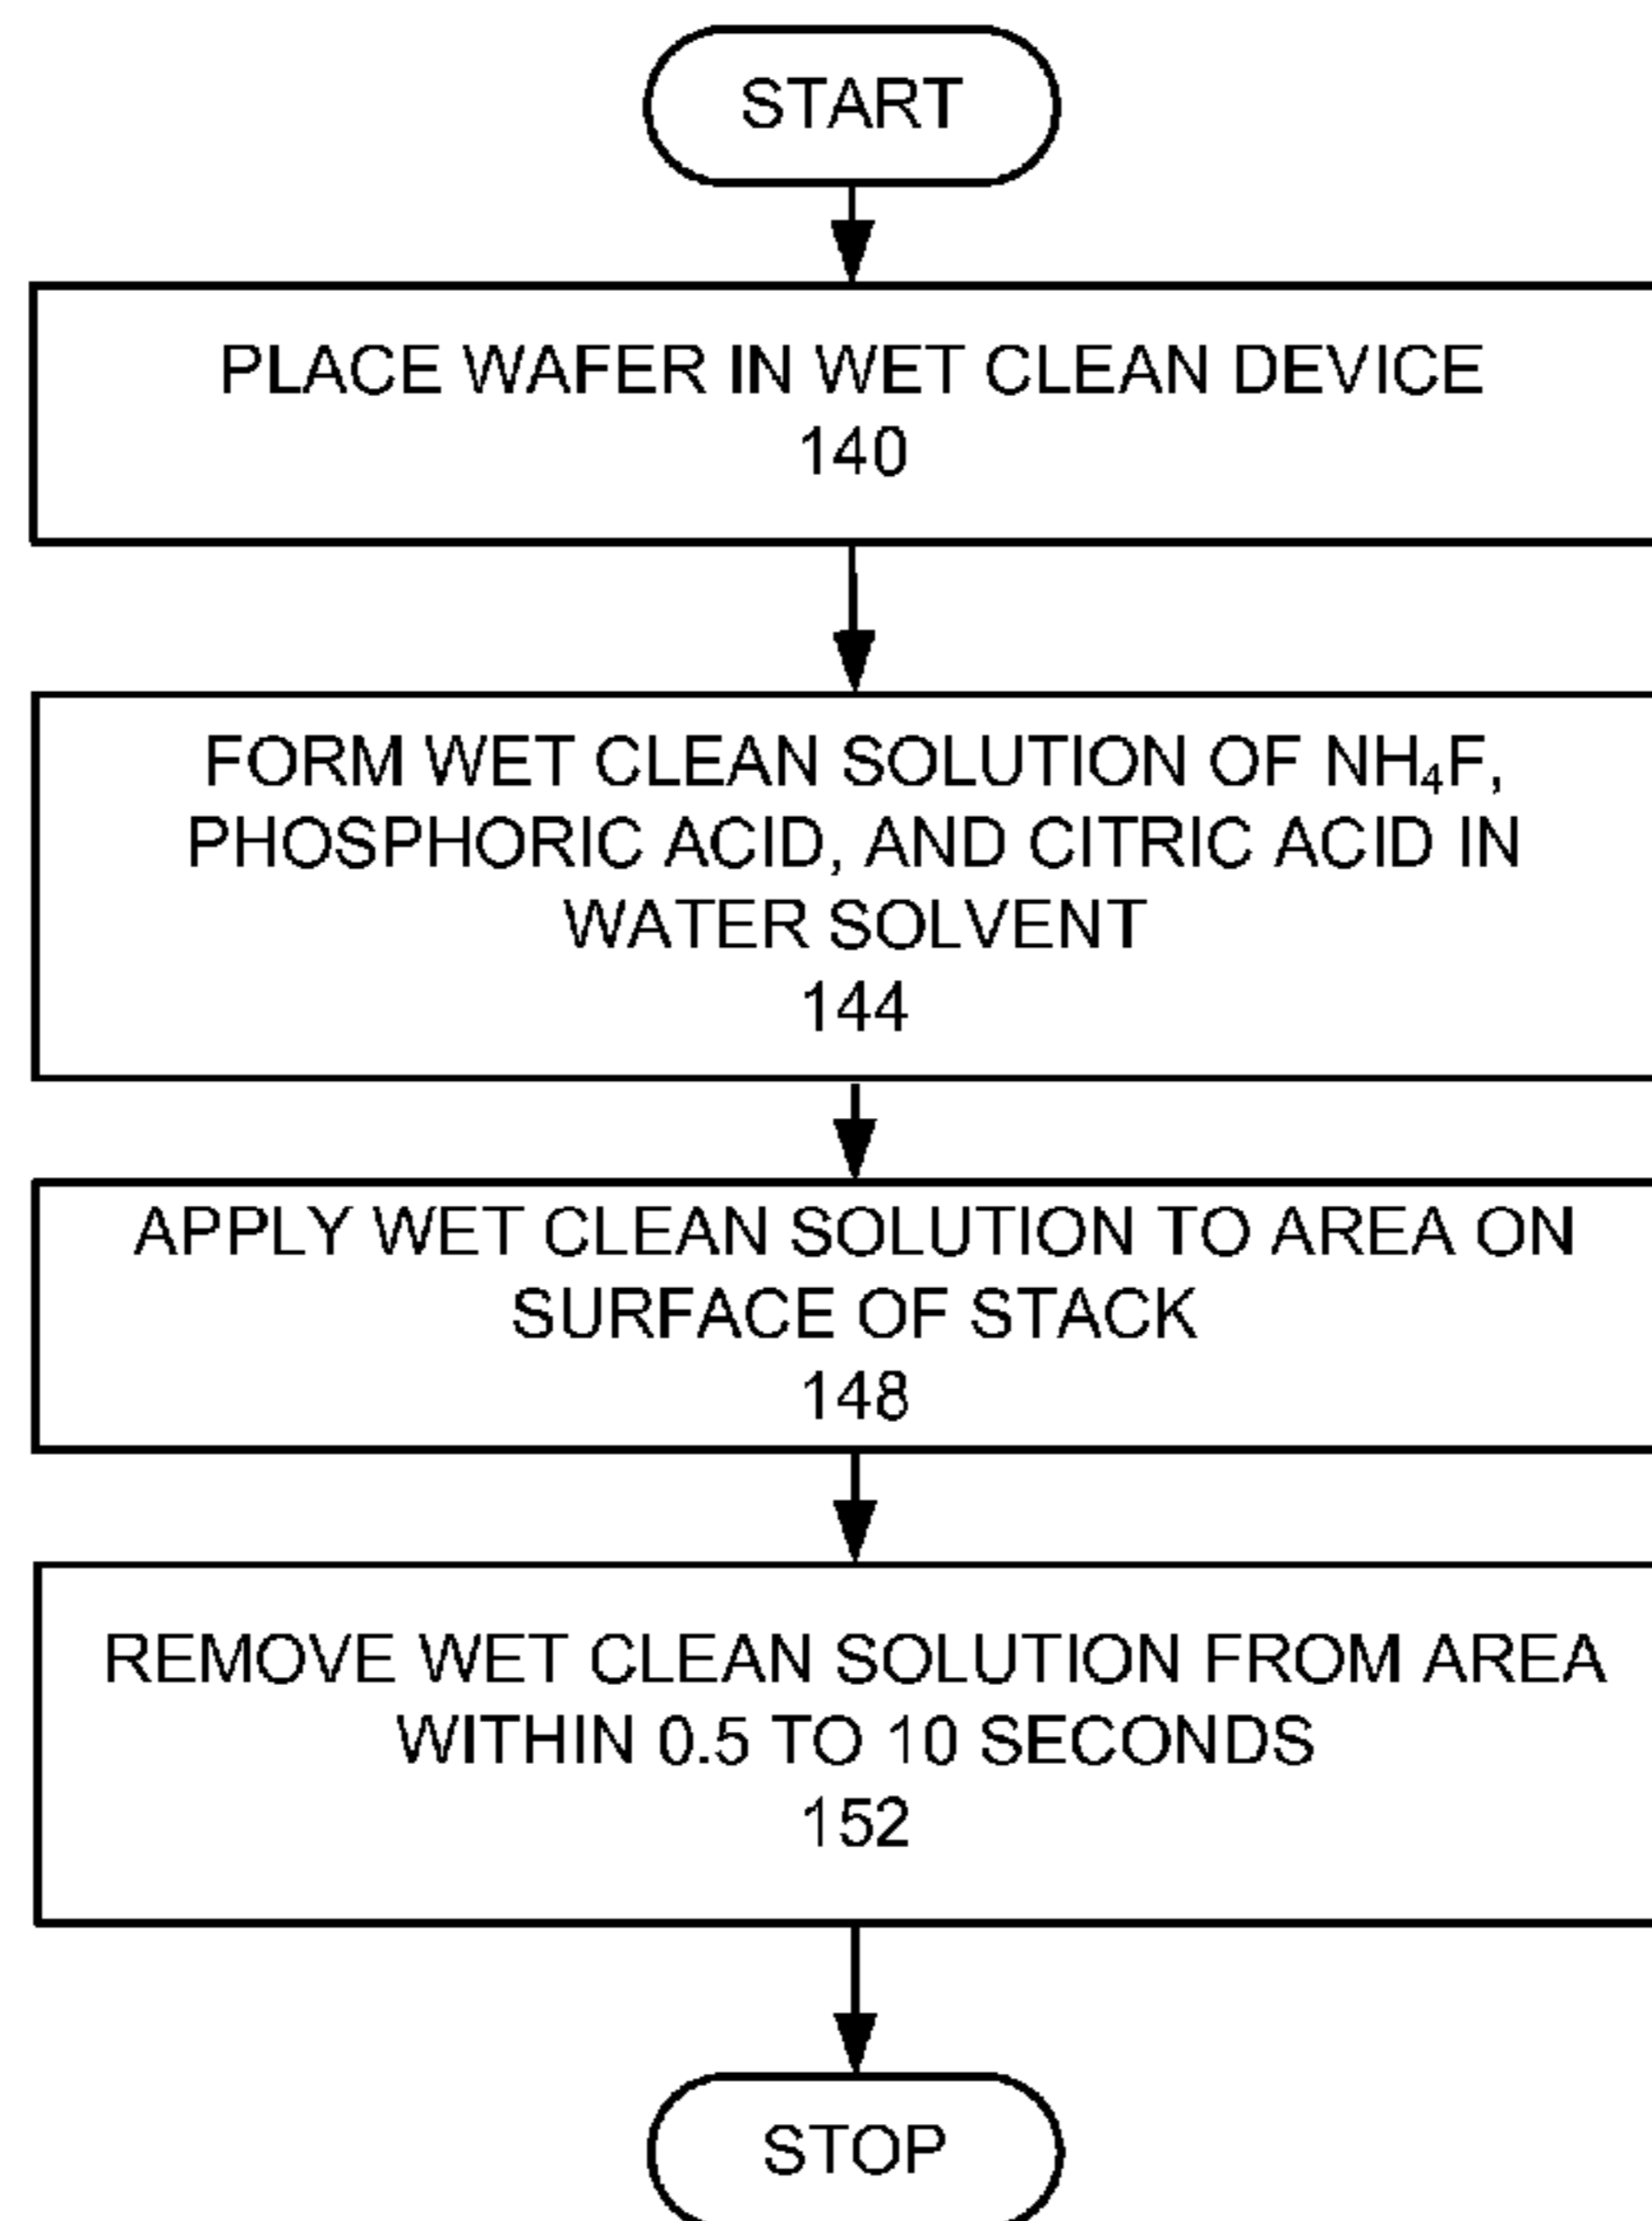 START
PLACE WAFER IN WET CLEAN DEVICE
140
FORM WET CLEAN SOLUTION OF NH₄F,
PHOSPHORIC ACID, AND CITRIC ACID IN
WATER SOLVENT
144
APPLY WET CLEAN SOLUTION TO AREA ON
SURFACE OF STACK
148
REMOVE WET CLEAN SOLUTION FROM AREA
WITHIN 0.5 TO 10 SECONDS
152
STOP